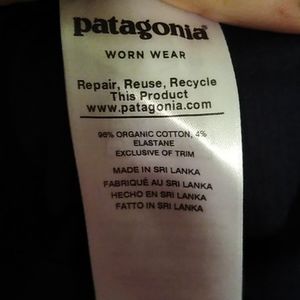 patagonia®
WORN WEAR
Repair, Reuse, Recycle
This Product
www.patagonia.com
96% ORGANIC COTTON, 4%
ELASTANE
EXCLUSIVE OF TRIM
MADE IN SRI LANKA
FABRIQUÉ AU SRI LANKA
HECHO EN SRI LANKA
FATTO IN SRI LANKA